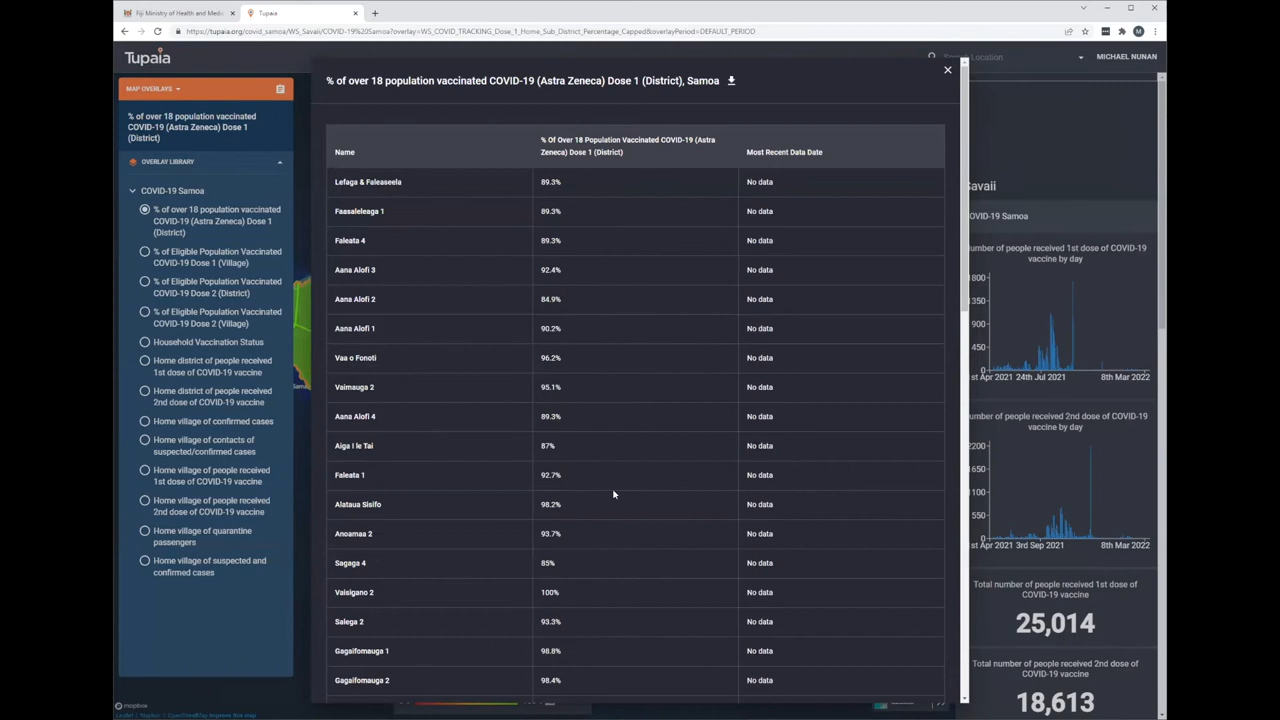 Fiji Ministry of Health and Medic
Tupaia
https://tupaia.org/covid_samoa/WS_Savaii/COVID-19%20Samoa?overlay=WS_COVID_TRACKING_Dose_1_Home_Sub_District_Percentage_Capped&overlayPeriod=DEFAULT_PERIOD
M
Tupaia
Search Location
MICHAEL NUNAN
MAP OVERLAYS
% of over 18 population vaccinated
COVID-19 (Astra Zeneca) Dose 1
(District)
OVERLAY LIBRARY
COVID-19 Samoa
% of over 18 population vaccinated
COVID-19 (Astra Zeneca) Dose 1
(District)
% of Eligible Population Vaccinated
COVID-19 Dose 1 (Village)
% of Eligible Population Vaccinated
COVID-19 Dose 2 (District)
% of Eligible Population Vaccinated
COVID-19 Dose 2 (Village)
Household Vaccination Status
Home district of people received
1st dose of COVID-19 vaccine
Home district of people received
2nd dose of COVID-19 vaccine
Home village of confirmed cases
Home village of contacts of
suspected/confirmed cases
Home village of people received
1st dose of COVID-19 vaccine
Home village of people received
2nd dose of COVID-19 vaccine
Home village of quarantine
passengers
Home village of suspected and
confirmed cases
mapbox
Leaflet | Mapbox © OpenStreetMap Improve this map
% of over 18 population vaccinated COVID-19 (Astra Zeneca) Dose 1 (District), Samoa
Name
% Of Over 18 Population Vaccinated COVID-19 (Astra
Zeneca) Dose 1 (District)
Most Recent Data Date
Lefaga & Faleaseela 89.3% No data
Faasaleleaga 1 89.3% No data
Faleata 4 89.3% No data
Aana Alofi 3 92.4% No data
Aana Alofi 2 84.9% No data
Aana Alofi 1 90.2% No data
Vaa o Fonoti 96.2% No data
Vaimauga 2 95.1% No data
Aana Alofi 4 89.3% No data
Aiga I le Tai 87% No data
Faleata 1 92.7% No data
Alataua Sisifo 98.2% No data
Anoamaa 2 93.7% No data
Sagaga 4 85% No data
Vaisigano 2 100% No data
Salega 2 93.3% No data
Gagaifomauga 1 98.8% No data
Gagaifomauga 2 98.4% No data
Samoa
Savaii
COVID-19 Samoa
Number of people received 1st dose of COVID-19
vaccine by day
1800
1350
900
450
0
1st Apr 2021 24th Jul 2021 8th Mar 2022
Number of people received 2nd dose of COVID-19
vaccine by day
2200
1650
1100
550
0
1st Apr 2021 3rd Sep 2021 8th Mar 2022
Total number of people received 1st dose of
COVID-19 vaccine
25,014
Total number of people received 2nd dose of
COVID-19 vaccine
18,613